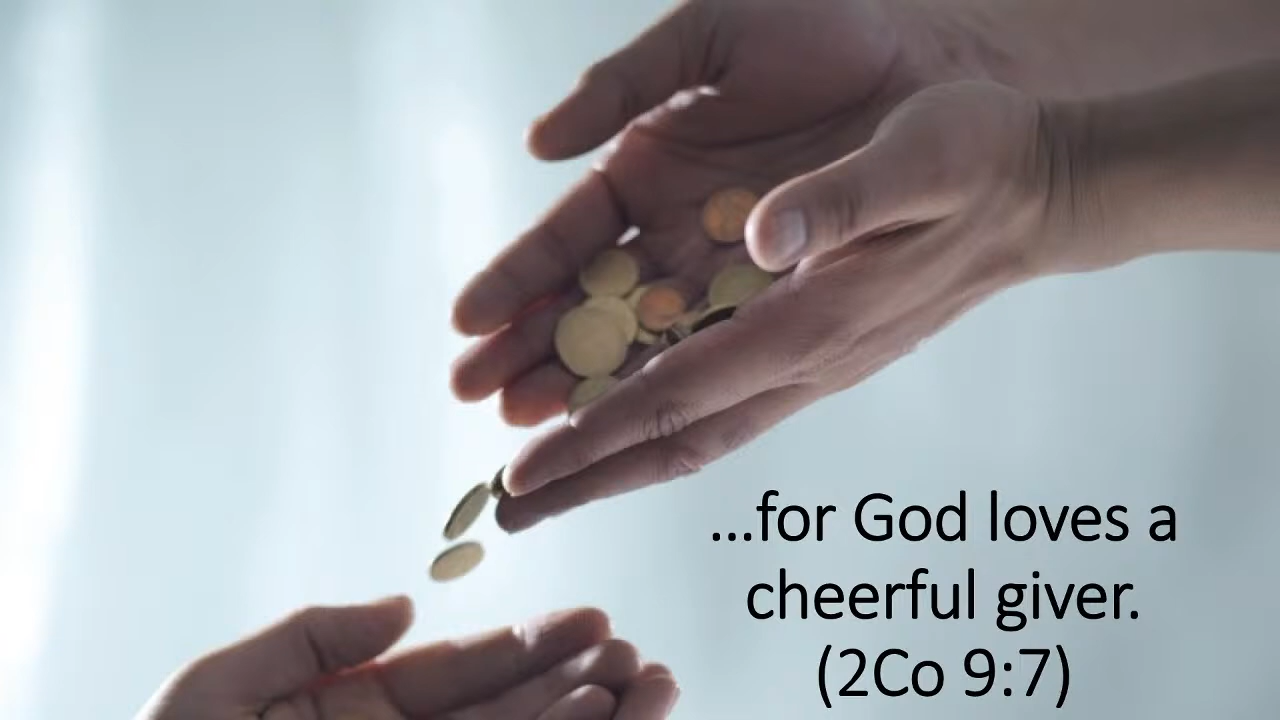 ...for God loves a
cheerful giver.
(2Co 9:7)